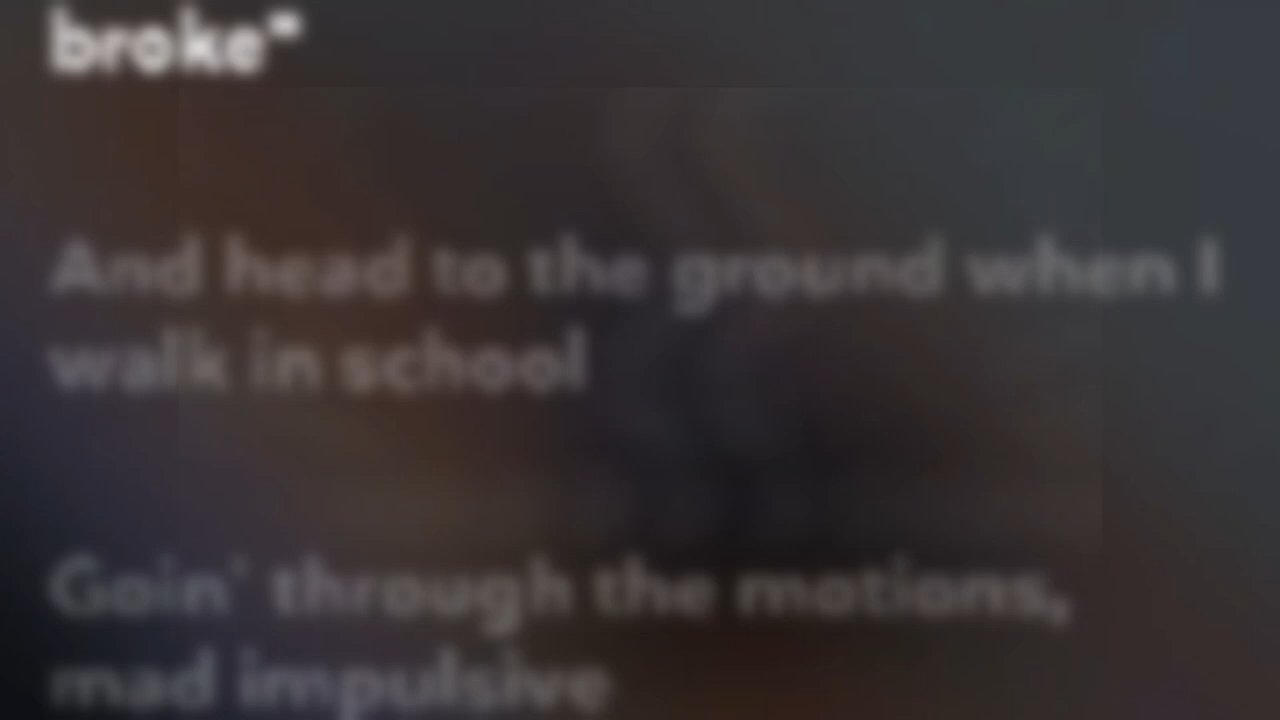 broke"
And head to the ground when I
walk in school
Goin' through the motions,
mad impulsive